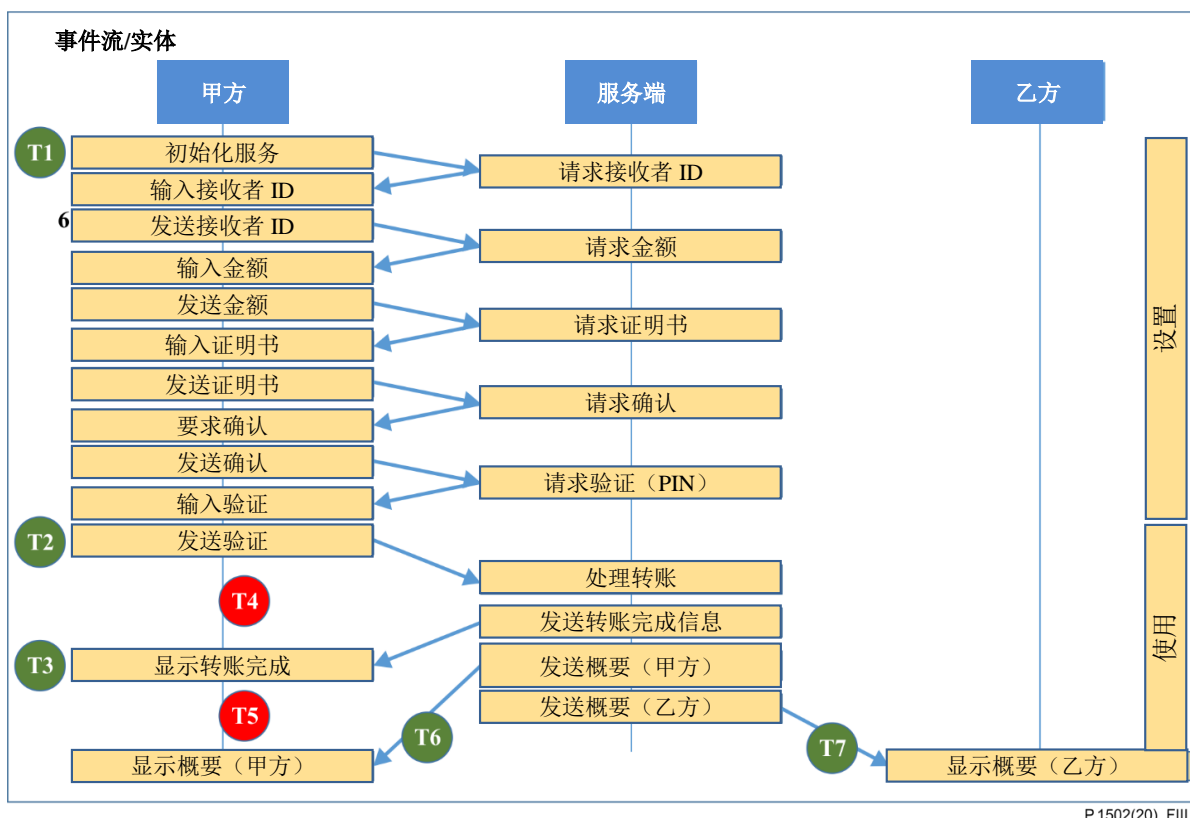 事件流/实体
甲方
服务端
乙方
T1
初始化服务
请求接收者 ID
输入接收者 ID
6
发送接收者 ID
请求金额
输入金额
发送金额
请求证明书
输入证明书
设置
发送证明书
请求确认
要求确认
发送确认
请求验证（PIN）
输入验证
T2
发送验证
处理转账
T4
发送转账完成信息
使用
T3
显示转账完成
发送概要（甲方）
T5
发送概要（乙方）
T6
T7
显示概要（甲方）
显示概要（乙方）
P.1502(20)_FIII